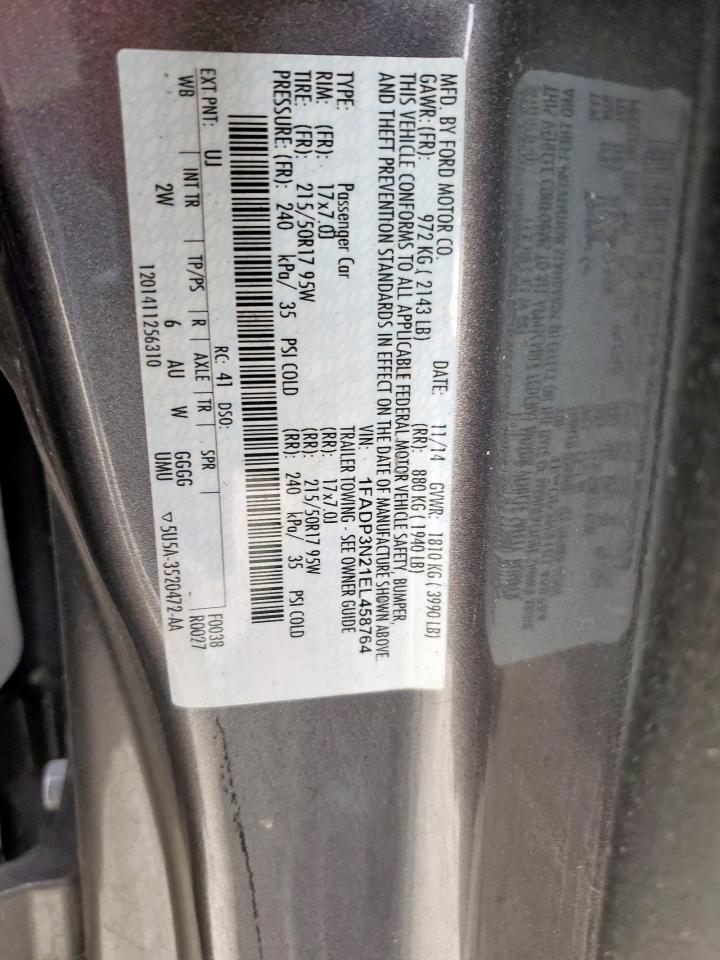 MFD. BY FORD MOTOR CO.
DATE: 11/14 GVWR: 1810 KG ( 3990 LB)
GAWR: (FR): 972 KG ( 2143 LB) (RR): 880 KG ( 1940 LB)
THIS VEHICLE CONFORMS TO ALL APPLICABLE FEDERAL MOTOR VEHICLE SAFETY, BUMPER,
AND THEFT PREVENTION STANDARDS IN EFFECT ON THE DATE OF MANUFACTURE SHOWN ABOVE.
VIN: 1FADP3N21EL458764
TYPE: Passenger Car TRAILER TOWING - SEE OWNER GUIDE
RIM: (FR): 17x7.0J (RR): 17x7.0J
TIRE: (FR): 215/50R17 95W (RR): 215/50R17 95W
PRESSURE: (FR): 240 kPa/ 35 PSI COLD (RR): 240 kPa/ 35 PSI COLD
EXT. PNT: UJ RC: 41 DSO: F0038
WB INT TR TP/PS R AXLE TR SPR R0027
2W 6 AU W GGGG
UMU
1201411256310 ▽5U5A-3520472-AA